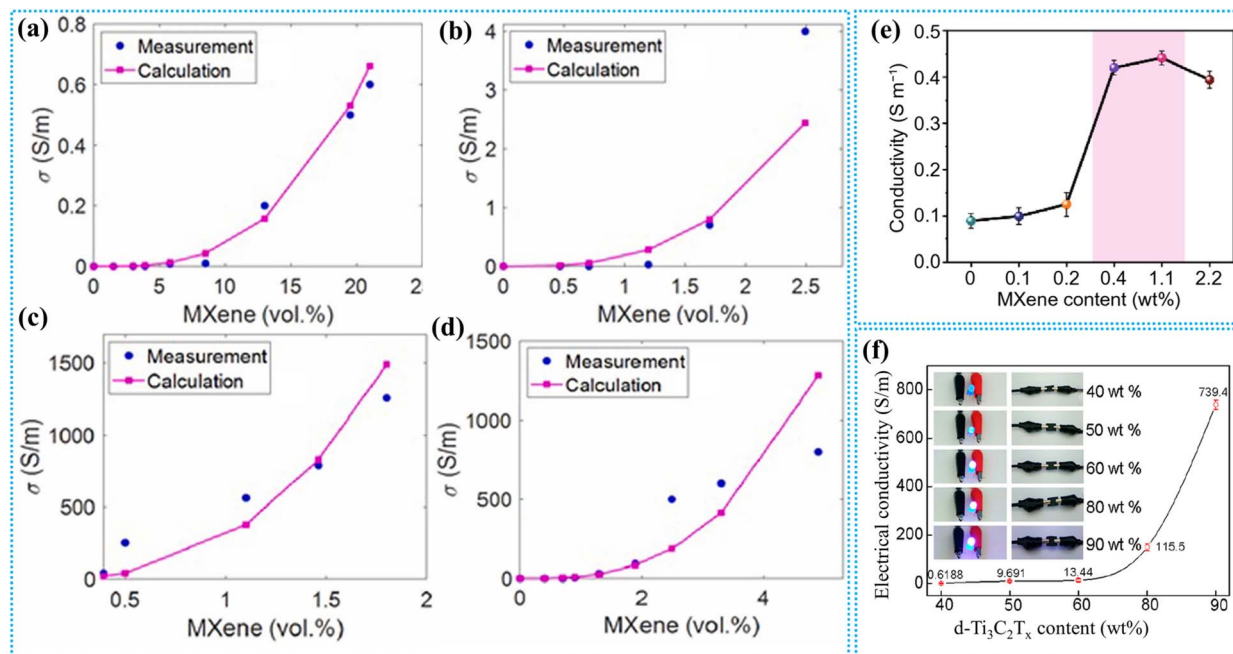 (a)
0.8
0.6
0.4
0.2
0
σ (S/m)
Measurement
Calculation
0 5 10 15 20 2
MXene (vol.%)
(b)
4
3
2
1
0
σ (S/m)
Measurement
Calculation
0 0.5 1 1.5 2 2.5
MXene (vol.%)
(c)
1500
1000
500
0
σ (S/m)
Measurement
Calculation
0.5 1 1.5 2
MXene (vol.%)
(d)
1500
1000
500
0
σ (S/m)
Measurement
Calculation
0 2 4
MXene (vol.%)
(e)
0.5
0.4
0.3
0.2
0.1
0.0
Conductivity (S m⁻¹)
0 0.1 0.2 0.4 1.1 2.2
MXene content (wt%)
(f)
800
600
400
200
0
Electrical conductivity (S/m)
40 wt %
50 wt %
60 wt %
80 wt %
90 wt %
739.4
115.5
0.6188 9.691 13.44
40 50 60 80 90
d-Ti₃C₂Tₓ content (wt%)